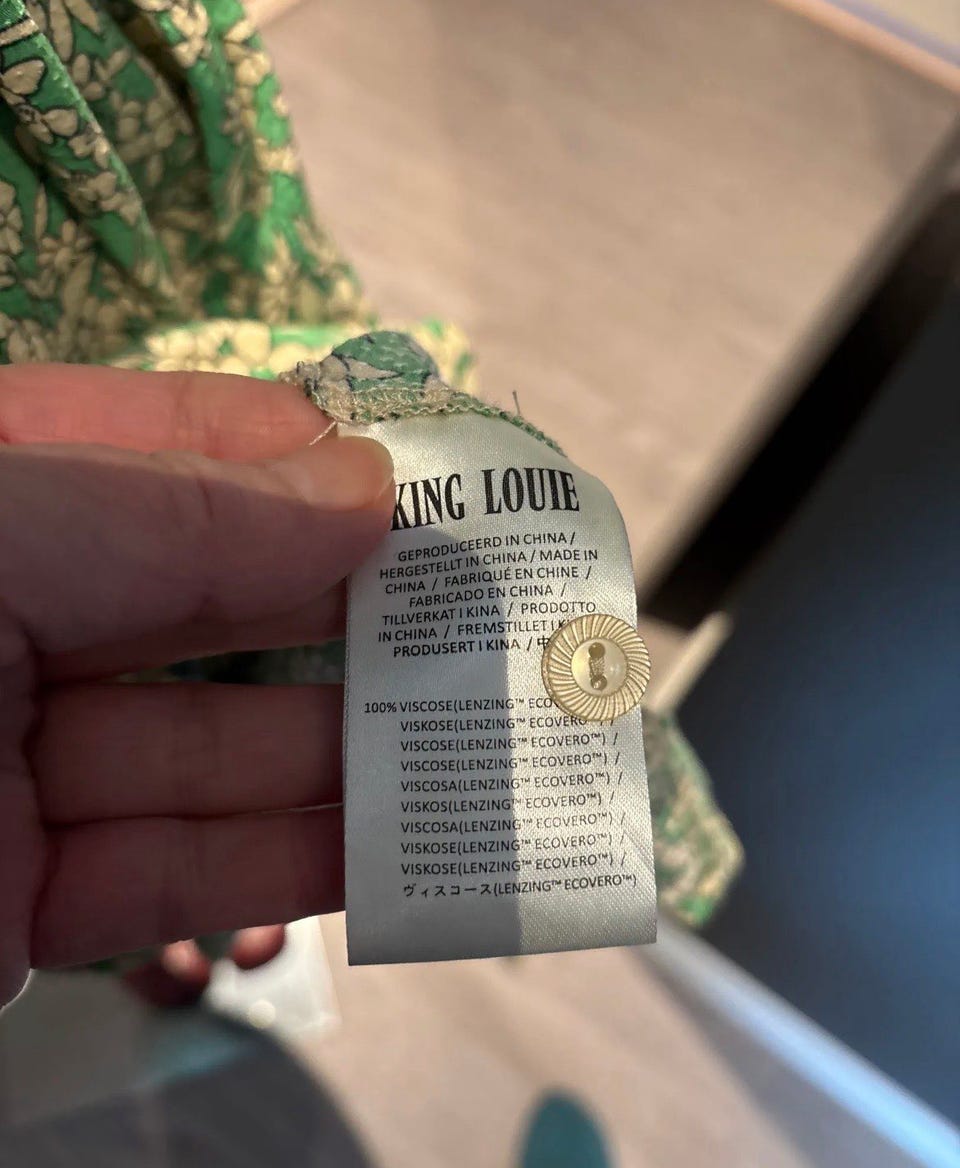 KING LOUIE
GEPRODUCEERD IN CHINA /
HERGESTELLT IN CHINA / MADE IN
CHINA / FABRIQUÉ EN CHINE /
FABRICADO EN CHINA /
TILLVERKAT I KINA / PRODOTTO
IN CHINA / FREMSTILLET I
PRODUSERT I KINA /
100% VISCOSE(LENZING™
VISKOSE(LENZING™ ECOVERO™) /
VISCOSE(LENZING™ ECOVERO™) /
VISCOSE(LENZING™ ECOVERO™) /
VISCOSA(LENZING™ ECOVERO™) /
VISKOS(LENZING™ ECOVERO™) /
VISCOSA(LENZING™ ECOVERO™) /
VISKOSE(LENZING™ ECOVERO™) /
VISKOSE(LENZING™ ECOVERO™) /
ヴィスコース(LENZING™ ECOVERO™)